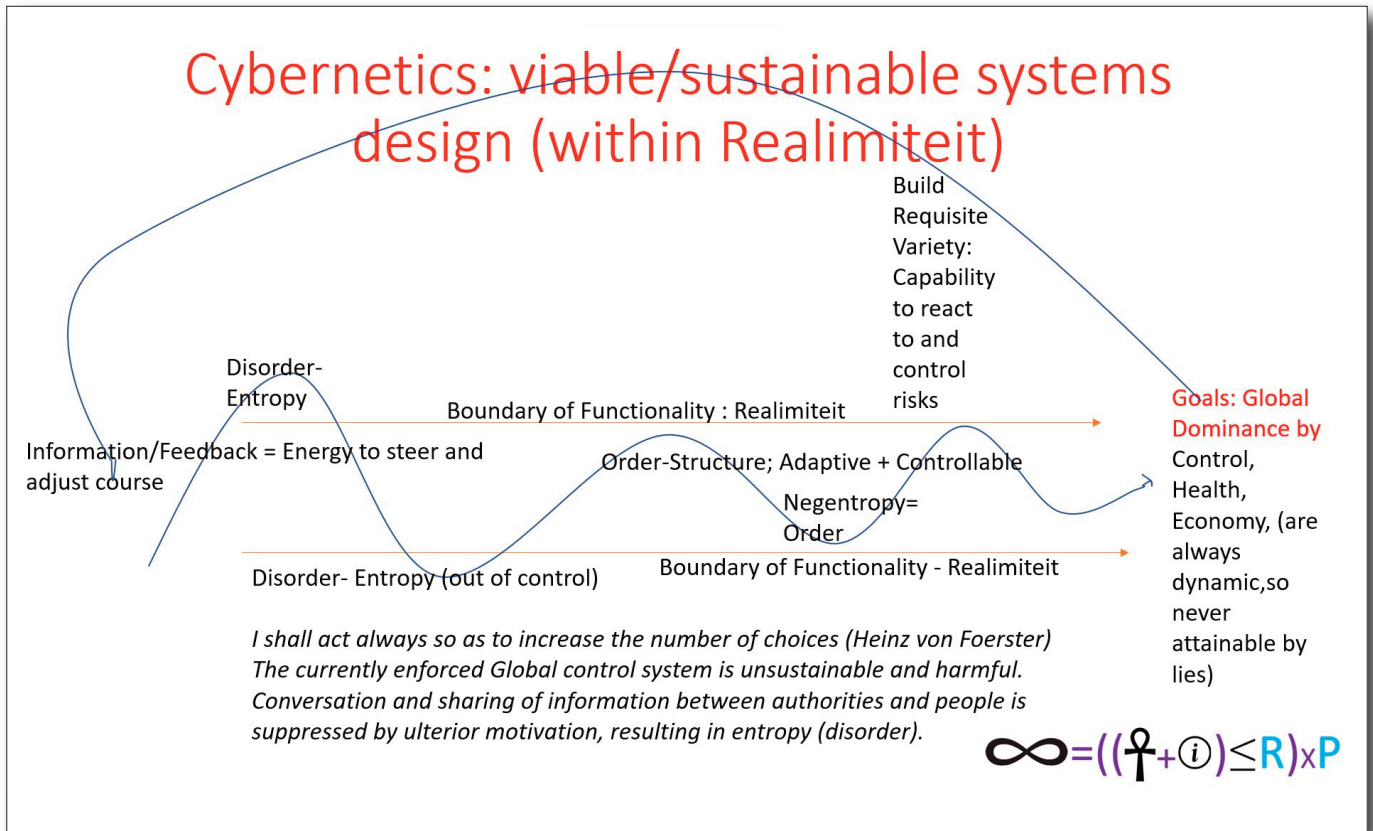 Cybernetics: viable/sustainable systems
design (within Realimiteit)
Build
Requisite
Variety:
Capability
to react
to and
control
risks
Disorder-
Entropy
Boundary of Functionality : Realimiteit
Information/Feedback = Energy to steer and
adjust course
Order-Structure; Adaptive + Controllable
Negentropy=
Order
Disorder- Entropy (out of control)
Boundary of Functionality - Realimiteit
Goals: Global
Dominance by
Control,
Health,
Economy, (are
always
dynamic,so
never
attainable by
lies)
I shall act always so as to increase the number of choices (Heinz von Foerster)
The currently enforced Global control system is unsustainable and harmful.
Conversation and sharing of information between authorities and people is
suppressed by ulterior motivation, resulting in entropy (disorder).
∞=((☥+ⓘ)≤R)xP